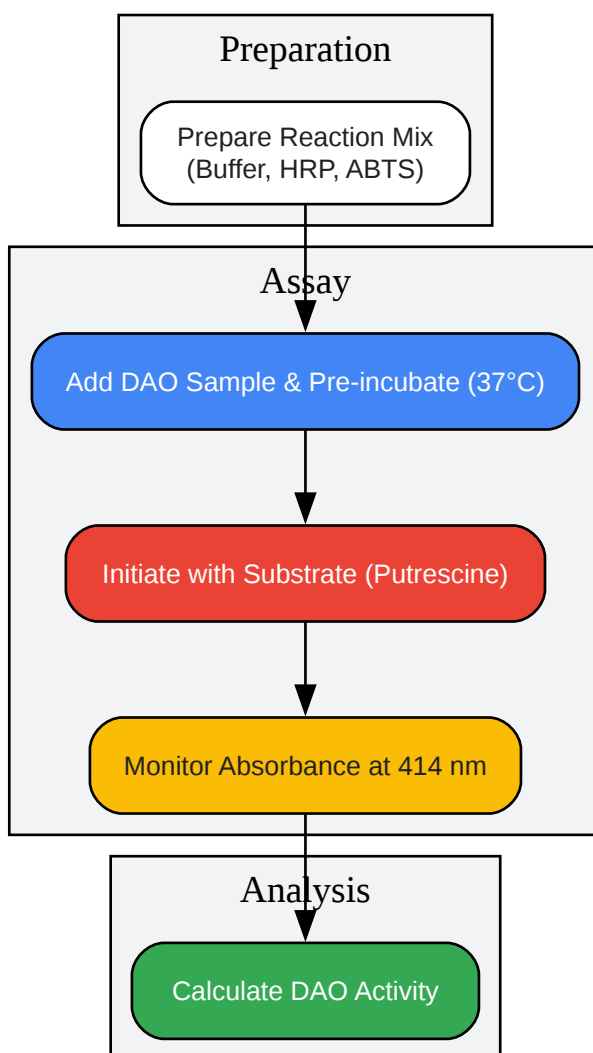 Preparation
Prepare Reaction Mix
(Buffer, HRP, ABTS)
Assay
Add DAO Sample & Pre-incubate (37°C)
Initiate with Substrate (Putrescine)
Monitor Absorbance at 414 nm
Analysis
Calculate DAO Activity